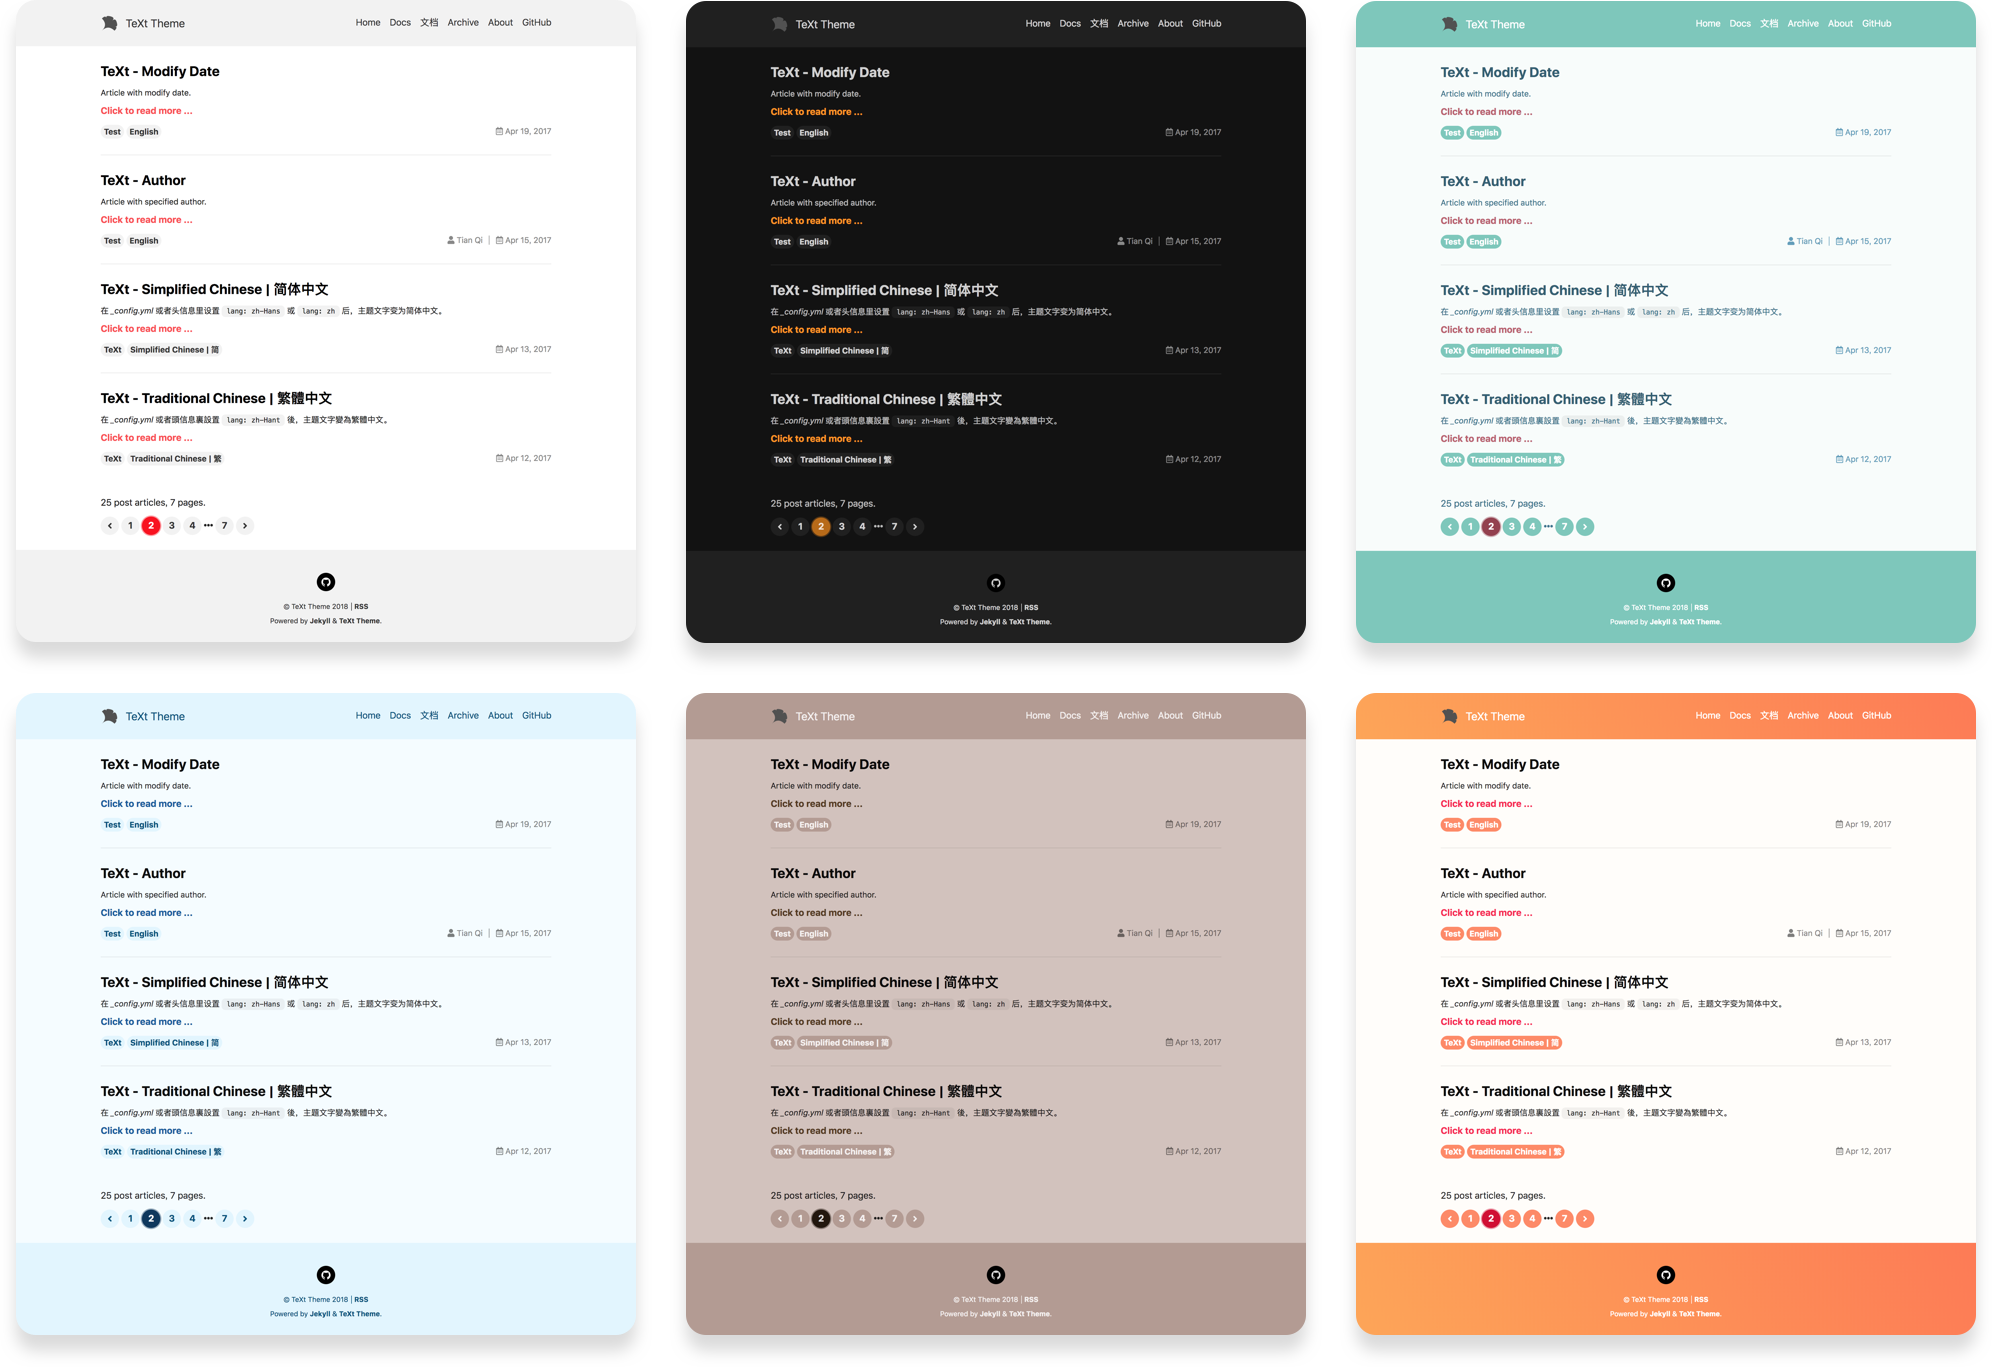 TeXt Theme
Home Docs 文档 Archive About GitHub
TeXt - Modify Date
Article with modify date.
Click to read more ...
Test English
Apr 19, 2017
TeXt - Author
Article with specified author.
Click to read more ...
Test English
Tian Qi | Apr 15, 2017
TeXt - Simplified Chinese | 简体中文
在 _config.yml 或者头信息里设置 lang: zh-Hans 或 lang: zh 后，主题文字变为简体中文。
Click to read more ...
TeXt Simplified Chinese | 简
Apr 13, 2017
TeXt - Traditional Chinese | 繁體中文
在 _config.yml 或者頭信息裏設置 lang: zh-Hant 後，主題文字變為繁體中文。
Click to read more ...
TeXt Traditional Chinese | 繁
Apr 12, 2017
25 post articles, 7 pages.
1 2 3 4 ••• 7
© TeXt Theme 2018 | RSS
Powered by Jekyll & TeXt Theme.
TeXt Theme
Home Docs 文档 Archive About GitHub
TeXt - Modify Date
Article with modify date.
Click to read more ...
Test English
Apr 19, 2017
TeXt - Author
Article with specified author.
Click to read more ...
Test English
Tian Qi | Apr 15, 2017
TeXt - Simplified Chinese | 简体中文
在 _config.yml 或者头信息里设置 lang: zh-Hans 或 lang: zh 后，主题文字变为简体中文。
Click to read more ...
TeXt Simplified Chinese | 简
Apr 13, 2017
TeXt - Traditional Chinese | 繁體中文
在 _config.yml 或者頭信息裏設置 lang: zh-Hant 後，主題文字變為繁體中文。
Click to read more ...
TeXt Traditional Chinese | 繁
Apr 12, 2017
25 post articles, 7 pages.
1 2 3 4 ••• 7
© TeXt Theme 2018 | RSS
Powered by Jekyll & TeXt Theme.
TeXt Theme
Home Docs 文档 Archive About GitHub
TeXt - Modify Date
Article with modify date.
Click to read more ...
Test English
Apr 19, 2017
TeXt - Author
Article with specified author.
Click to read more ...
Test English
Tian Qi | Apr 15, 2017
TeXt - Simplified Chinese | 简体中文
在 _config.yml 或者头信息里设置 lang: zh-Hans 或 lang: zh 后，主题文字变为简体中文。
Click to read more ...
TeXt Simplified Chinese | 简
Apr 13, 2017
TeXt - Traditional Chinese | 繁體中文
在 _config.yml 或者頭信息裏設置 lang: zh-Hant 後，主題文字變為繁體中文。
Click to read more ...
TeXt Traditional Chinese | 繁
Apr 12, 2017
25 post articles, 7 pages.
1 2 3 4 ••• 7
© TeXt Theme 2018 | RSS
Powered by Jekyll & TeXt Theme.
TeXt Theme
Home Docs 文档 Archive About GitHub
TeXt - Modify Date
Article with modify date.
Click to read more ...
Test English
Apr 19, 2017
TeXt - Author
Article with specified author.
Click to read more ...
Test English
Tian Qi | Apr 15, 2017
TeXt - Simplified Chinese | 简体中文
在 _config.yml 或者头信息里设置 lang: zh-Hans 或 lang: zh 后，主题文字变为简体中文。
Click to read more ...
TeXt Simplified Chinese | 简
Apr 13, 2017
TeXt - Traditional Chinese | 繁體中文
在 _config.yml 或者頭信息裏設置 lang: zh-Hant 後，主題文字變為繁體中文。
Click to read more ...
TeXt Traditional Chinese | 繁
Apr 12, 2017
25 post articles, 7 pages.
1 2 3 4 ••• 7
© TeXt Theme 2018 | RSS
Powered by Jekyll & TeXt Theme.
TeXt Theme
Home Docs 文档 Archive About GitHub
TeXt - Modify Date
Article with modify date.
Click to read more ...
Test English
Apr 19, 2017
TeXt - Author
Article with specified author.
Click to read more ...
Test English
Tian Qi | Apr 15, 2017
TeXt - Simplified Chinese | 简体中文
在 _config.yml 或者头信息里设置 lang: zh-Hans 或 lang: zh 后，主题文字变为简体中文。
Click to read more ...
TeXt Simplified Chinese | 简
Apr 13, 2017
TeXt - Traditional Chinese | 繁體中文
在 _config.yml 或者頭信息裏設置 lang: zh-Hant 後，主題文字變為繁體中文。
Click to read more ...
TeXt Traditional Chinese | 繁
Apr 12, 2017
25 post articles, 7 pages.
1 2 3 4 ••• 7
© TeXt Theme 2018 | RSS
Powered by Jekyll & TeXt Theme.
TeXt Theme
Home Docs 文档 Archive About GitHub
TeXt - Modify Date
Article with modify date.
Click to read more ...
Test English
Apr 19, 2017
TeXt - Author
Article with specified author.
Click to read more ...
Test English
Tian Qi | Apr 15, 2017
TeXt - Simplified Chinese | 简体中文
在 _config.yml 或者头信息里设置 lang: zh-Hans 或 lang: zh 后，主题文字变为简体中文。
Click to read more ...
TeXt Simplified Chinese | 简
Apr 13, 2017
TeXt - Traditional Chinese | 繁體中文
在 _config.yml 或者頭信息裏設置 lang: zh-Hant 後，主題文字變為繁體中文。
Click to read more ...
TeXt Traditional Chinese | 繁
Apr 12, 2017
25 post articles, 7 pages.
1 2 3 4 ••• 7
© TeXt Theme 2018 | RSS
Powered by Jekyll & TeXt Theme.